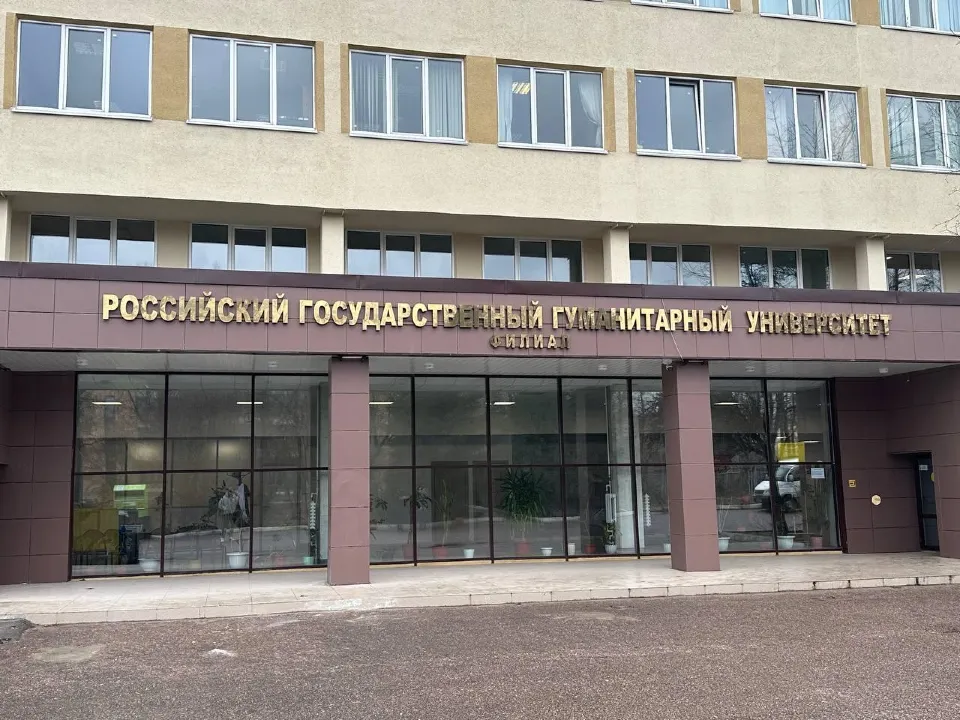 РОССИЙСКИЙ ГОСУДАРСТВЕННЫЙ ГУМАНИТАРНЫЙ УНИВЕРСИТЕТ
ФИЛИАЛ